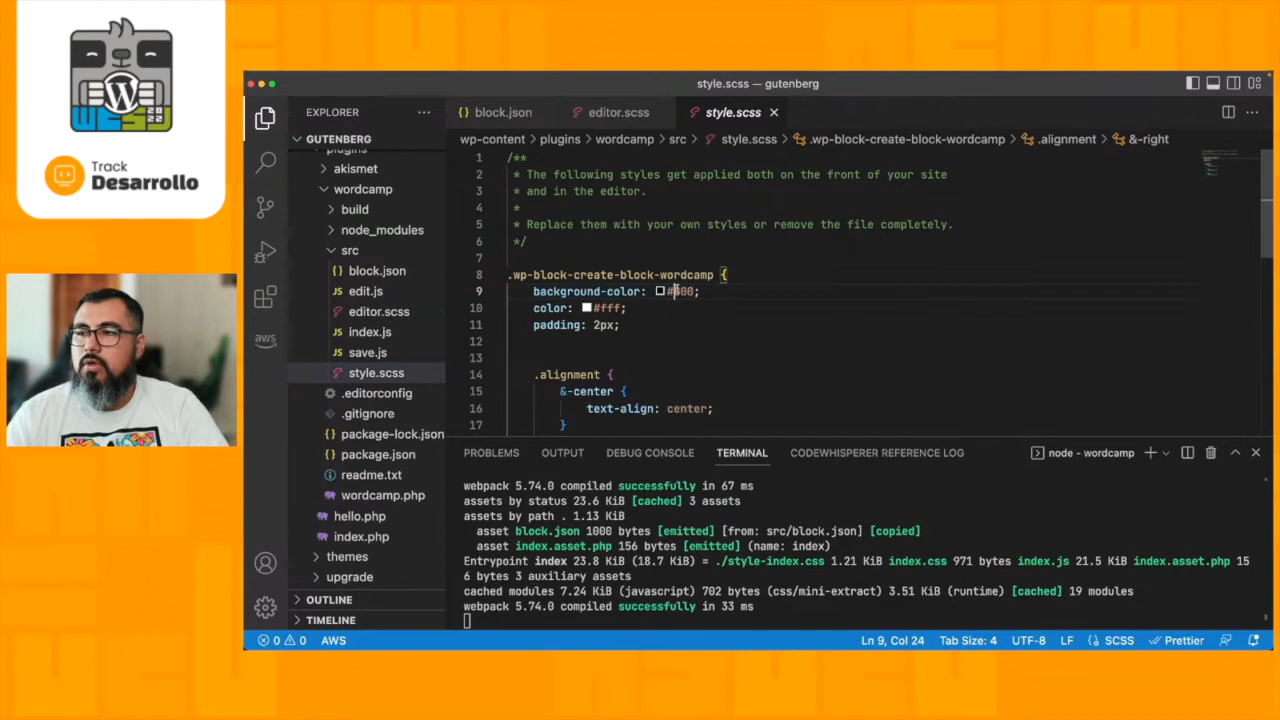 WES
2022
Track
Desarrollo
style.scss — gutenberg
EXPLORER
GUTENBERG
plugins
akismet
wordcamp
build
node_modules
src
block.json
edit.js
editor.scss
index.js
save.js
style.scss
.editorconfig
.gitignore
package-lock.json
package.json
readme.txt
wordcamp.php
hello.php
index.php
themes
upgrade
OUTLINE
TIMELINE
aws
block.json
editor.scss
style.scss
wp-content > plugins > wordcamp > src > style.scss > .wp-block-create-block-wordcamp > .alignment > &-right
1 /**
2 * The following styles get applied both on the front of your site
3 * and in the editor.
4 *
5 * Replace them with your own styles or remove the file completely.
6 */
7
8 .wp-block-create-block-wordcamp {
9 background-color: #000;
10 color: #fff;
11 padding: 2px;
12
13
14 .alignment {
15 &-center {
16 text-align: center;
17 }
PROBLEMS OUTPUT DEBUG CONSOLE TERMINAL CODEWHISPERER REFERENCE LOG
node - wordcamp
webpack 5.74.0 compiled successfully in 67 ms
assets by status 23.6 KiB [cached] 3 assets
assets by path . 1.13 KiB
asset block.json 1000 bytes [emitted] [from: src/block.json] [copied]
asset index.asset.php 156 bytes [emitted] (name: index)
Entrypoint index 23.8 KiB (18.7 KiB) = ./style-index.css 1.21 KiB index.css 971 bytes index.js 21.5 KiB index.asset.php 15
6 bytes 3 auxiliary assets
cached modules 7.24 KiB (javascript) 702 bytes (css/mini-extract) 3.51 KiB (runtime) [cached] 19 modules
webpack 5.74.0 compiled successfully in 33 ms
0 0 AWS
Ln 9, Col 24 Tab Size: 4 UTF-8 LF {} SCSS Prettier